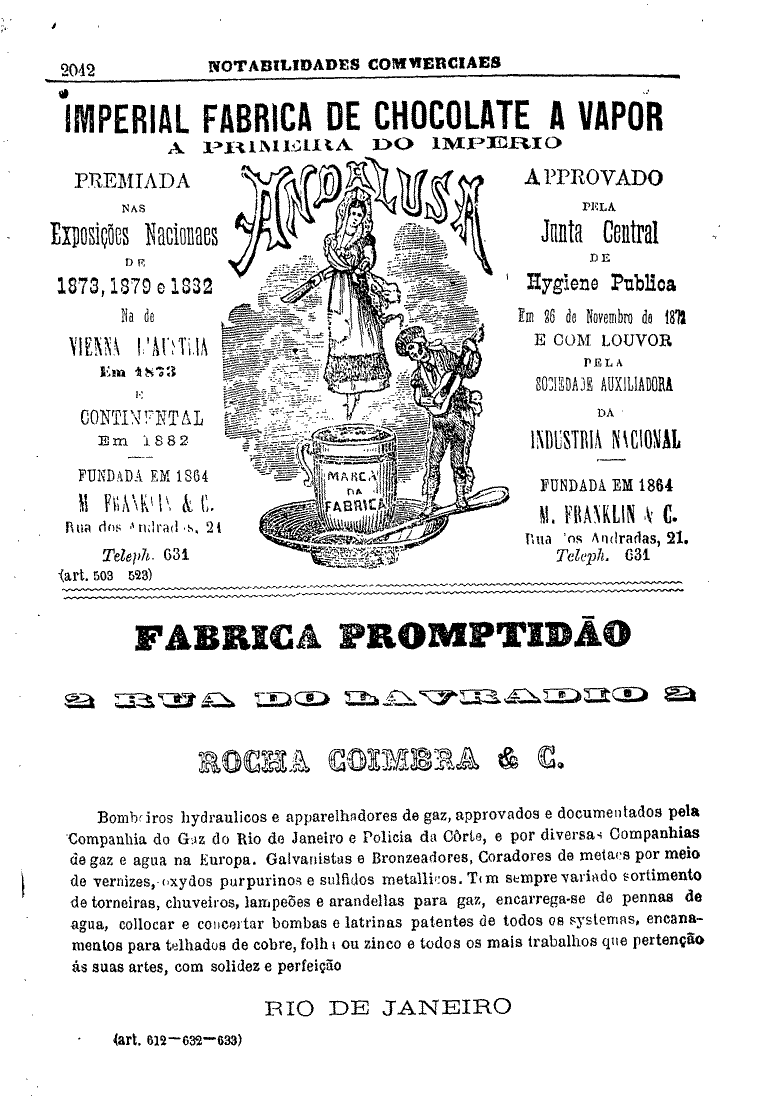 2042
NOTABILIDADES COMMERCIAES
IMPERIAL FABRICA DE CHOCOLATE A VAPOR
A PRIMEIRA DO IMPERIO
ANDALUSA
PREMIADA
NAS
Exposições Nacionaes
DE
1873, 1879 e 1882
Na de
VIENNA D'AUSTRIA
Em 1873
E
CONTINENTAL
Em 1882
FUNDADA EM 1864
M. FRANKLIN & C.
Rua dos Andradas, 21
Teleph. 631
(art. 503 523)
MARCA
DA
FABRICA
APPROVADO
PELA
Junta Central
DE
Hygiene Publica
Em 26 de Novembro de
E COM LOUVOR
PELA
SOCIEDADE AUXILIADORA
DA
INDUSTRIA NACIONAL
FUNDADA EM 1864
M. FRANKLIN & C.
Rua dos Andradas, 21.
Teleph. 631
FABRICA PROMPTIDÃO
2 RUA DO LAVRADIO 2
ROCHA COIMBRA & C.
Bombeiros hydraulicos e apparelhadores de gaz, approvados e documentados pela
Companhia do Gaz do Rio de Janeiro e Policia da Côrte, e por diversas Companhias
de gaz e agua na Europa. Galvanistas e Bronzeadores, Coradores de metaes por meio
de vernizes, oxydos purpurinos e sulfidos metallicos. Tem sempre variado sortimento
de torneiras, chuveiros, lampeões e arandellas para gaz, encarrega-se de pennas de
agua, collocar e concertar bombas e latrinas patentes de todos os systemas, encana-
mentos para telhados de cobre, folha ou zinco e todos os mais trabalhos que pertenção
ás suas artes, com solidez e perfeição
RIO DE JANEIRO
(art. 612—632—633)